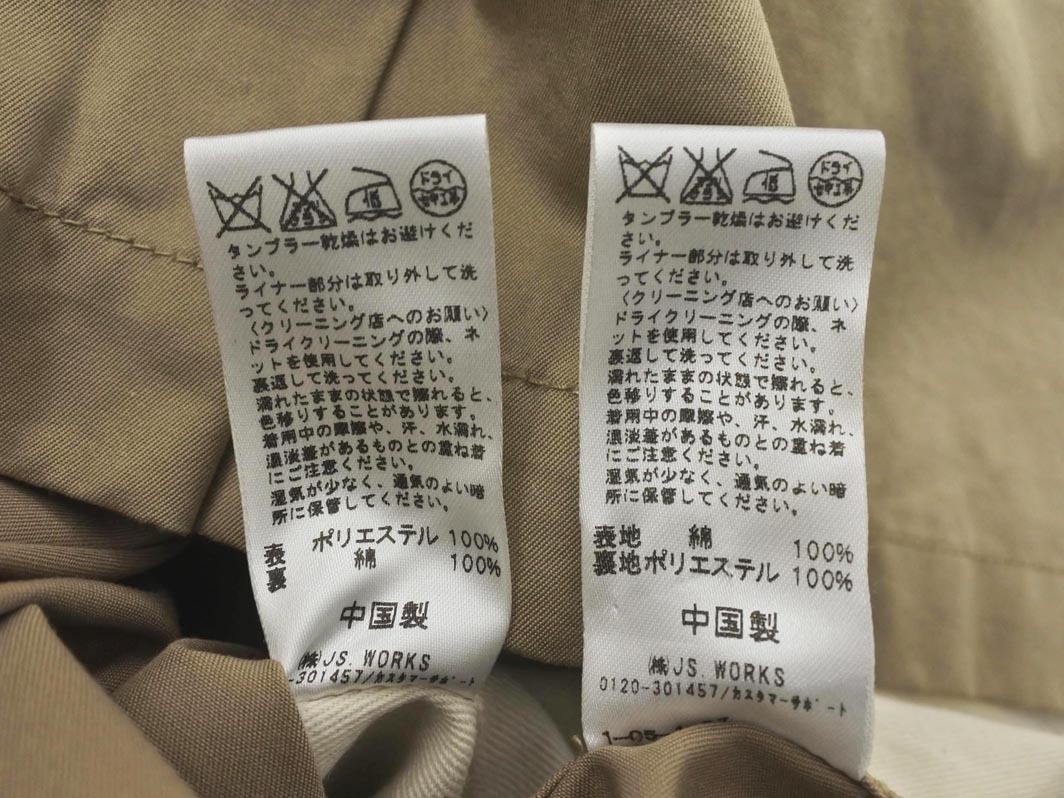 ドライ
タンブラー乾燥はお避けくだ
さい。
ライナー部分は取り外して洗
ってください。
〈クリーニング店へのお願い〉
ドライクリーニングの際、ネ
ットを使用してください。
裏返して洗ってください。
濡れたままの状態で擦れると、
色移りすることがあります。
着用中の摩擦や、汗、水濡れ、
濃淡差があるものとの重ね着
にご注意ください。
湿気が少なく、通気のよい暗
所に保管してください。
表 ポリエステル 100%
裏 綿 100%
中国製
㈱JS. WORKS
-301457/カスタマーサポート
ドライ
タンブラー乾燥はお避けくだ
さい。
ライナー部分は取り外して洗
ってください。
〈クリーニング店へのお願い〉
ドライクリーニングの際、ネ
ットを使用してください。
裏返して洗ってください。
濡れたままの状態で擦れると、
色移りすることがあります。
着用中の摩擦や、汗、水濡れ、
濃淡差があるものとの重ね着
にご注意ください。
湿気が少なく、通気のよい暗
所に保管してください。
表地 綿 100%
裏地ポリエステル 100%
中国製
㈱JS. WORKS
0120-301457/カスタマーサポート